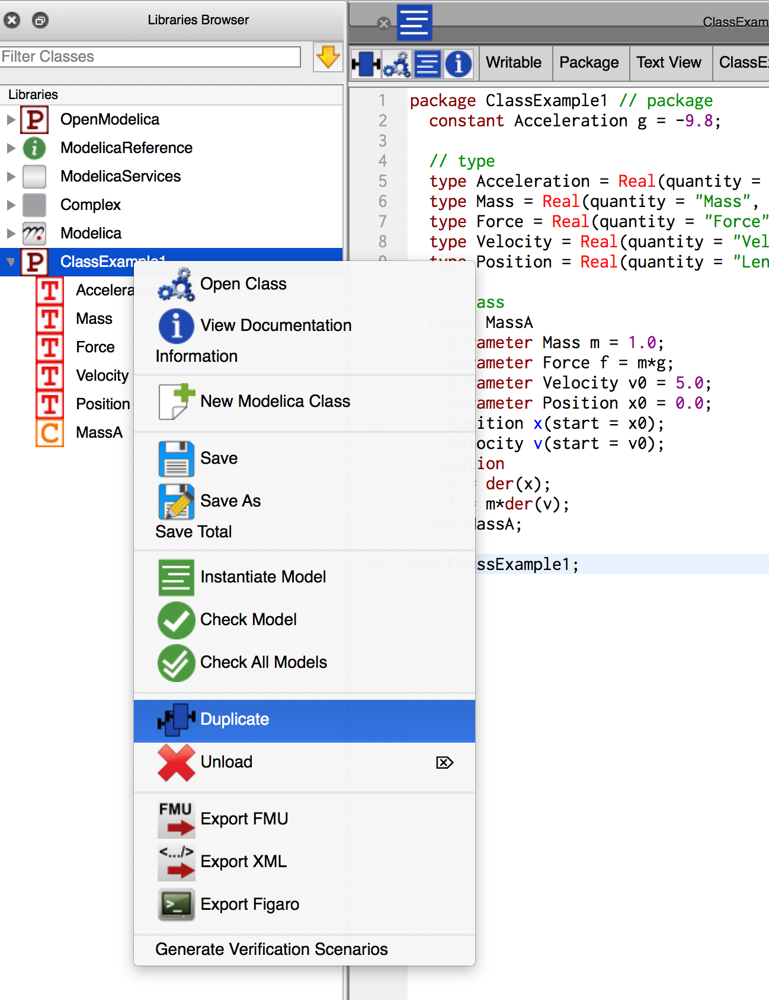 Libraries Browser
Filter Classes
Libraries
OpenModelica
ModelicaReference
ModelicaServices
Complex
Modelica
ClassExample1
Acceleration
Mass
Force
Velocity
Position
MassA
Open Class
View Documentation
Information
New Modelica Class
Save
Save As
Save Total
Instantiate Model
Check Model
Check All Models
Duplicate
Unload
FMU
Export FMU
<.../>
Export XML
>_
Export Figaro
Generate Verification Scenarios
ClassExam
Writable Package Text View ClassEx
1 package ClassExample1 // package
2 constant Acceleration g = -9.8;
3
4 // type
5 type Acceleration = Real(quantity =
6 type Mass = Real(quantity = "Mass",
7 type Force = Real(quantity = "Force"
8 type Velocity = Real(quantity = "Vel
9 type Position = Real(quantity = "Len
// class
class MassA
parameter Mass m = 1.0;
parameter Force f = m*g;
parameter Velocity v0 = 5.0;
parameter Position x0 = 0.0;
Position x(start = x0);
Velocity v(start = v0);
equation
v = der(x);
f = m*der(v);
end MassA;
24 end ClassExample1;